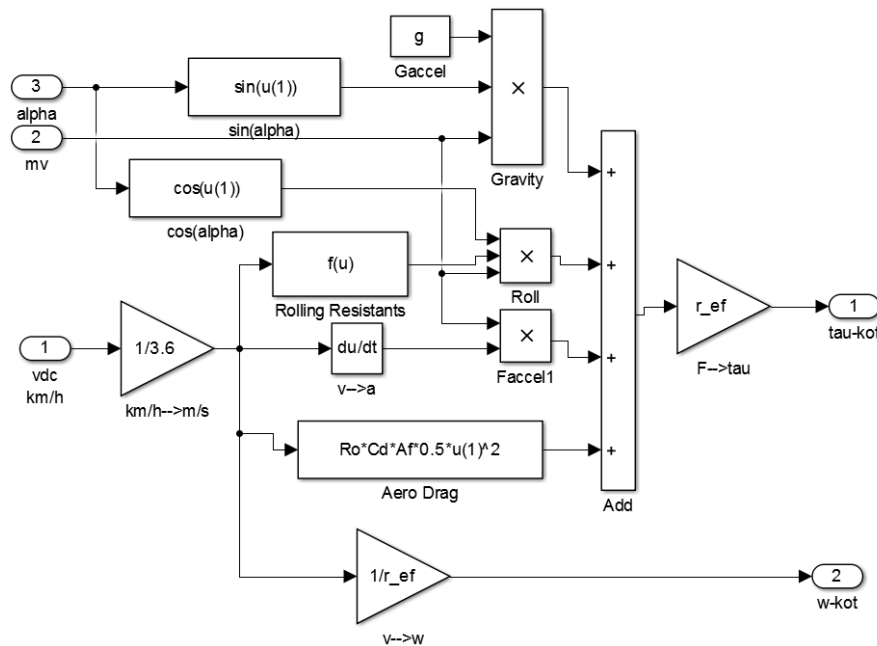 g
Gaccel
3
alpha
sin(u(1))
sin(alpha)
×
Gravity
2
mv
cos(u(1))
cos(alpha)
+
f(u)
Rolling Resistants
×
Roll
+
r_ef
F-->tau
1
tau-kot
1
vdc
km/h
1/3.6
km/h-->m/s
du/dt
v-->a
×
Faccel1
+
Ro*Cd*Af*0.5*u(1)^2
Aero Drag
+
Add
1/r_ef
v-->w
2
w-kot